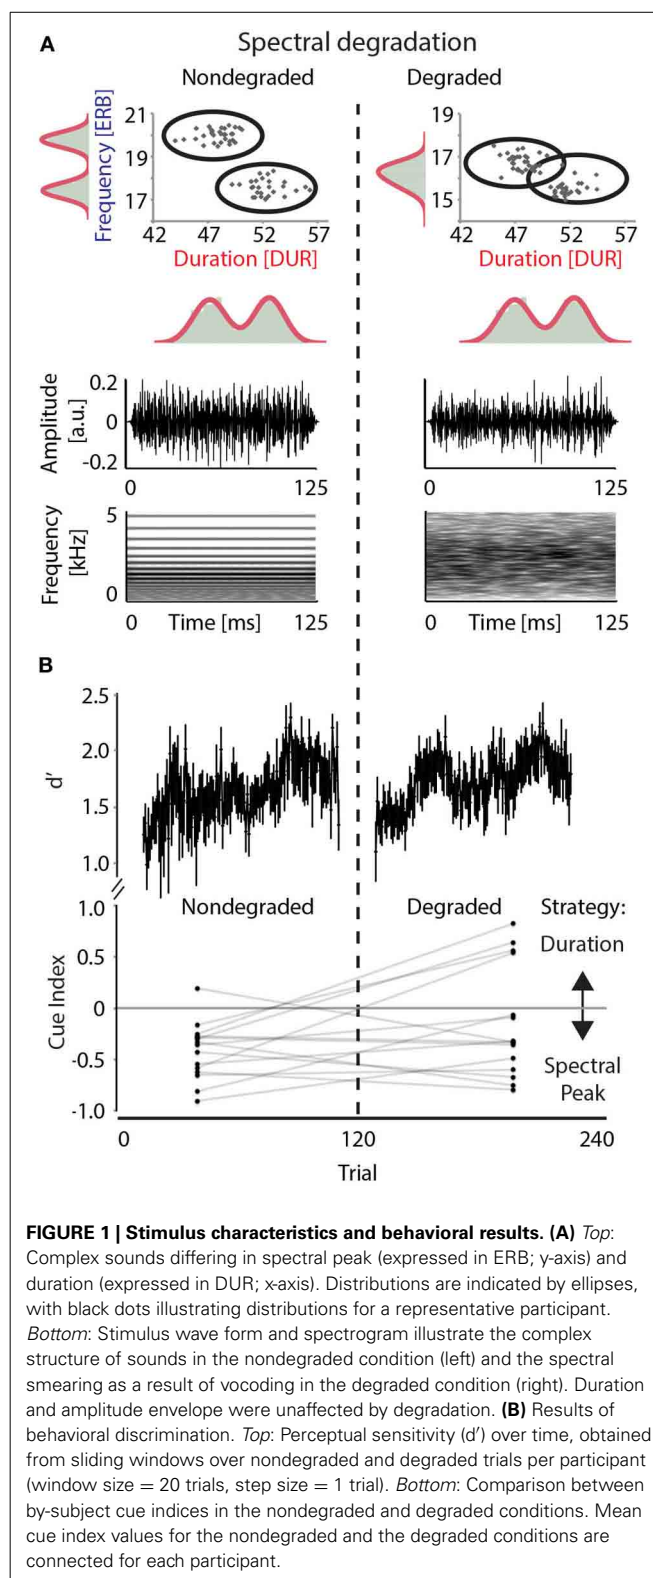 A
Spectral degradation
Nondegraded
Degraded
Frequency [ERB]
21
19
17
42 47 52 57
Duration [DUR]
19
17
15
42 47 52 57
Duration [DUR]
Amplitude
[a.u.]
0.2
0
-0.2
0 125
0 125
Frequency
[kHz]
5
0
0 Time [ms] 125
0 Time [ms] 125
B
d′
2.5
2.0
1.5
1.0
Nondegraded
Degraded
Strategy:
Duration
Spectral
Peak
Cue Index
1.0
0.5
0
-0.5
-1.0
0 120 240
Trial
FIGURE 1 | Stimulus characteristics and behavioral results. (A) Top:
Complex sounds differing in spectral peak (expressed in ERB; y-axis) and
duration (expressed in DUR; x-axis). Distributions are indicated by ellipses,
with black dots illustrating distributions for a representative participant.
Bottom: Stimulus wave form and spectrogram illustrate the complex
structure of sounds in the nondegraded condition (left) and the spectral
smearing as a result of vocoding in the degraded condition (right). Duration
and amplitude envelope were unaffected by degradation. (B) Results of
behavioral discrimination. Top: Perceptual sensitivity (d′) over time, obtained
from sliding windows over nondegraded and degraded trials per participant
(window size = 20 trials, step size = 1 trial). Bottom: Comparison between
by-subject cue indices in the nondegraded and degraded conditions. Mean
cue index values for the nondegraded and the degraded conditions are
connected for each participant.